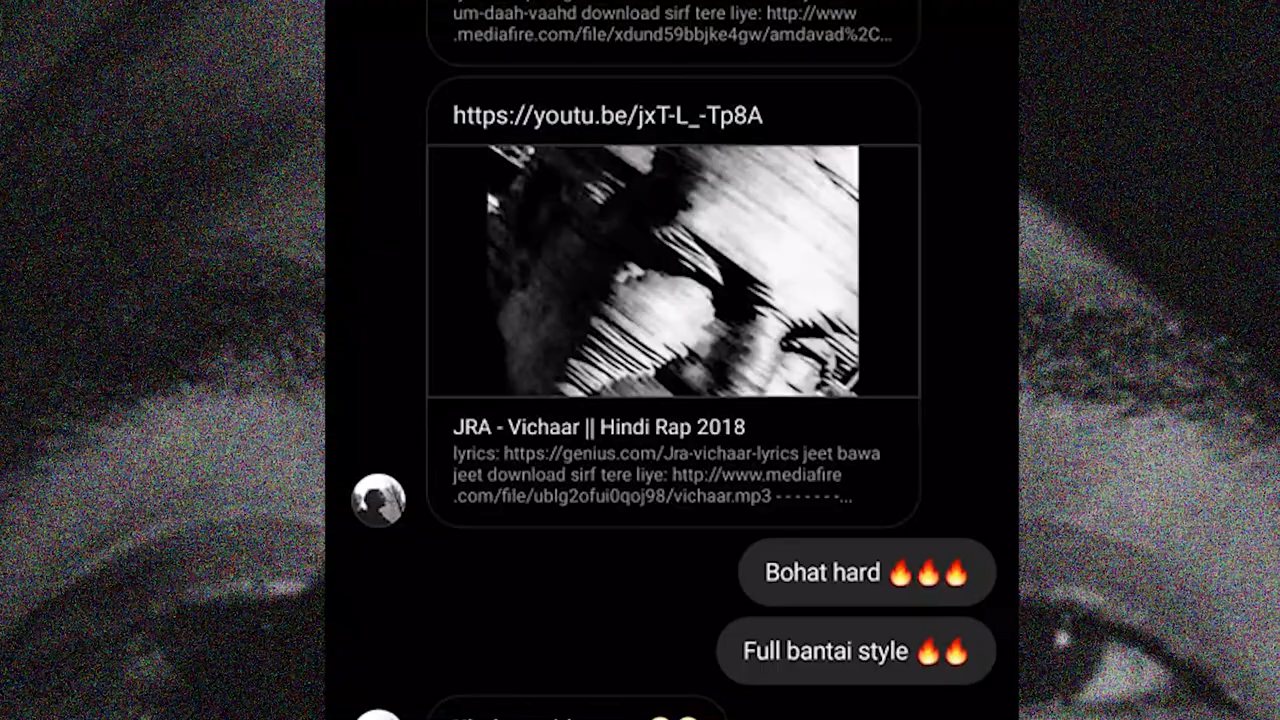 um-daah-vaahd download sirf tere liye: http://www
.mediafire.com/file/xdund59bbjke4gw/amdavad%2C...
https://youtu.be/jxT-L_-Tp8A
JRA - Vichaar || Hindi Rap 2018
lyrics: https://genius.com/Jra-vichaar-lyrics jeet bawa
jeet download sirf tere liye: http://www.mediafire
.com/file/ublg2ofui0qoj98/vichaar.mp3 - - - - - - -...
Bohat hard 🔥🔥🔥
Full bantai style 🔥🔥